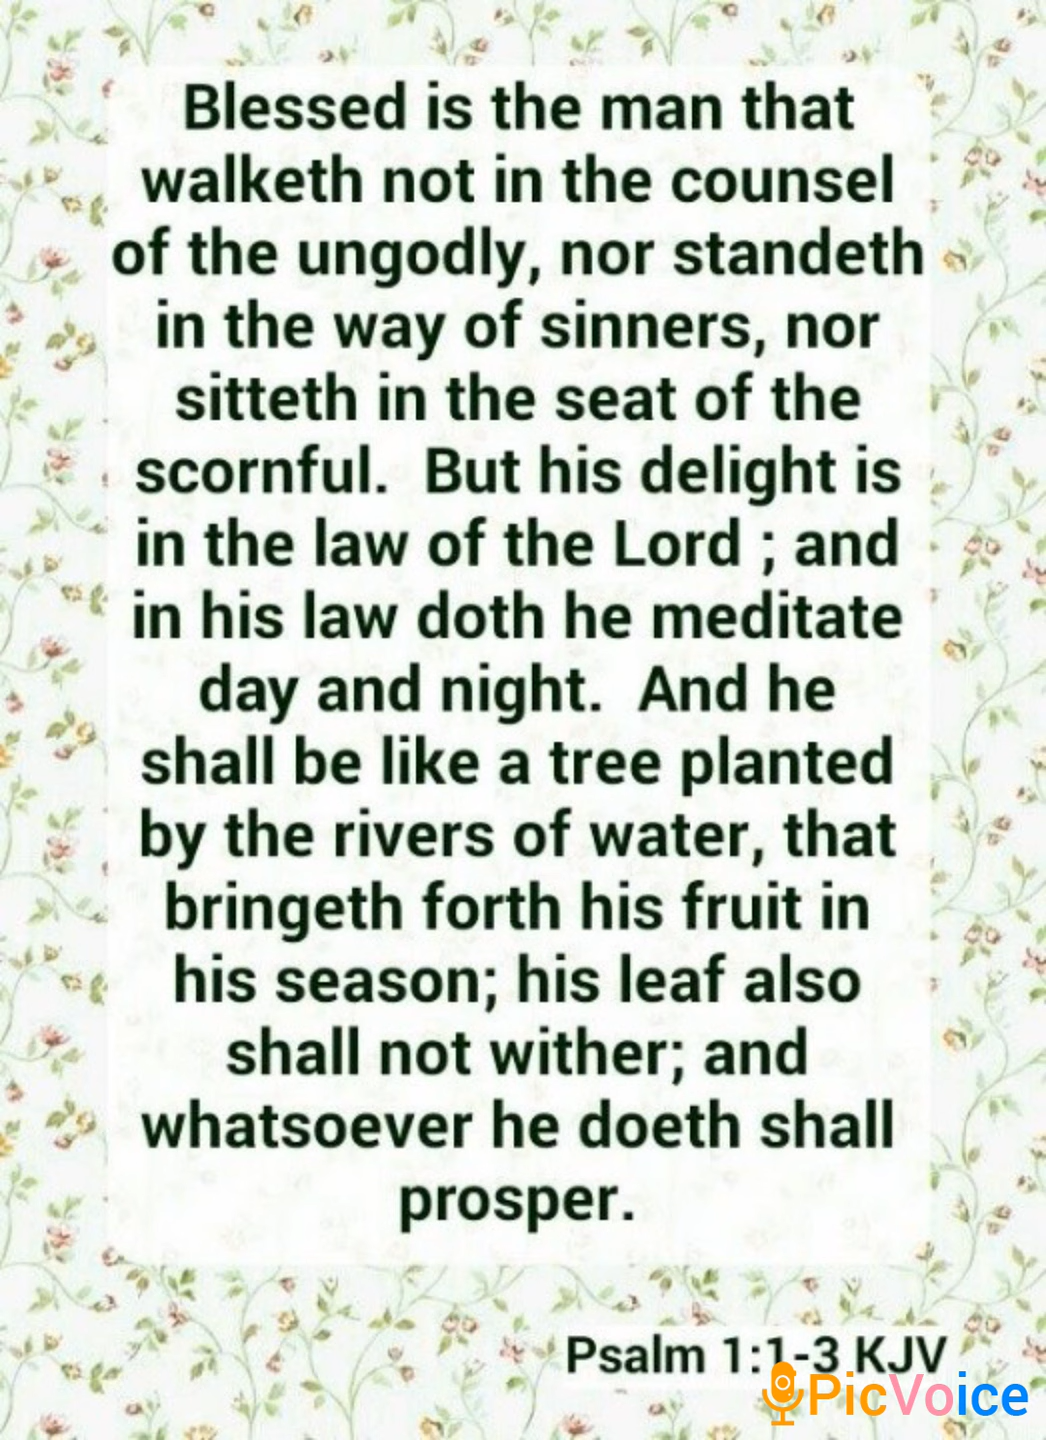 Blessed is the man that
walketh not in the counsel
of the ungodly, nor standeth
in the way of sinners, nor
sitteth in the seat of the
scornful.  But his delight is
in the law of the Lord ; and
in his law doth he meditate
day and night.  And he
shall be like a tree planted
by the rivers of water, that
bringeth forth his fruit in
his season; his leaf also
shall not wither; and
whatsoever he doeth shall
prosper.
Psalm 1:1-3 KJV
PicVoice